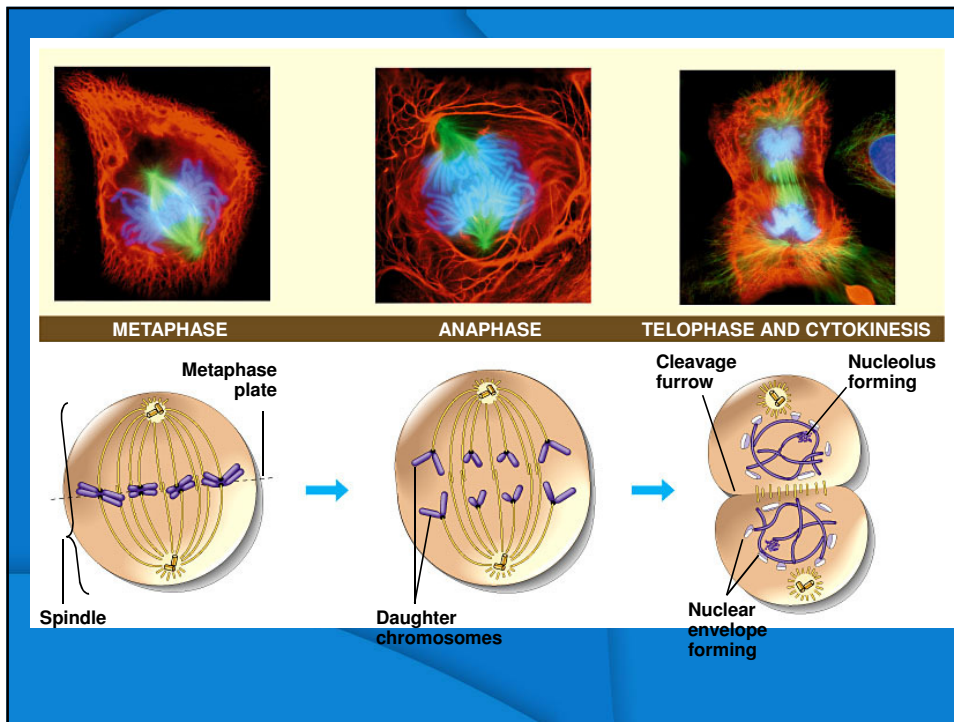 METAPHASE
ANAPHASE
TELOPHASE AND CYTOKINESIS
Metaphase
plate
Spindle
Daughter
chromosomes
Cleavage
furrow
Nucleolus
forming
Nuclear
envelope
forming